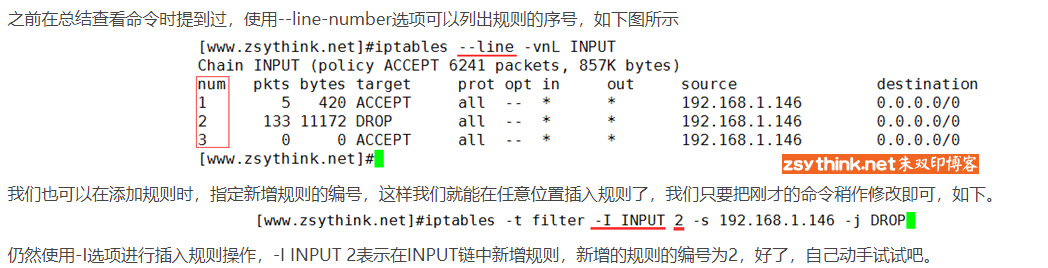 之前在总结查看命令时提到过，使用--line-number选项可以列出规则的序号，如下图所示
[www.zsythink.net]#iptables --line -vnL INPUT
Chain INPUT (policy ACCEPT 6241 packets, 857K bytes)
num pkts bytes target prot opt in out source destination
1 5 420 ACCEPT all -- * * 192.168.1.146 0.0.0.0/0
2 133 11172 DROP all -- * * 192.168.1.146 0.0.0.0/0
3 0 0 ACCEPT all -- * * 192.168.1.146 0.0.0.0/0
[www.zsythink.net]#
zsythink.net朱双印博客
我们也可以在添加规则时，指定新增规则的编号，这样我们就能在任意位置插入规则了，我们只要把刚才的命令稍作修改即可，如下。
[www.zsythink.net]#iptables -t filter -I INPUT 2 -s 192.168.1.146 -j DROP
仍然使用-I选项进行插入规则操作，-I INPUT 2表示在INPUT链中新增规则，新增的规则的编号为2，好了，自己动手试试吧。